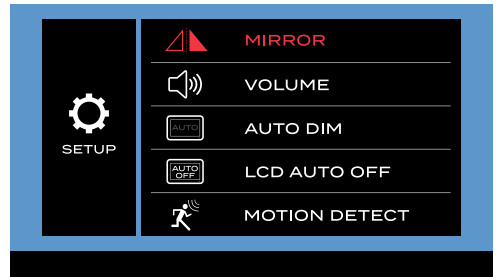 MIRROR
VOLUME
SETUP
AUTO
AUTO DIM
AUTO
OFF
LCD AUTO OFF
MOTION DETECT